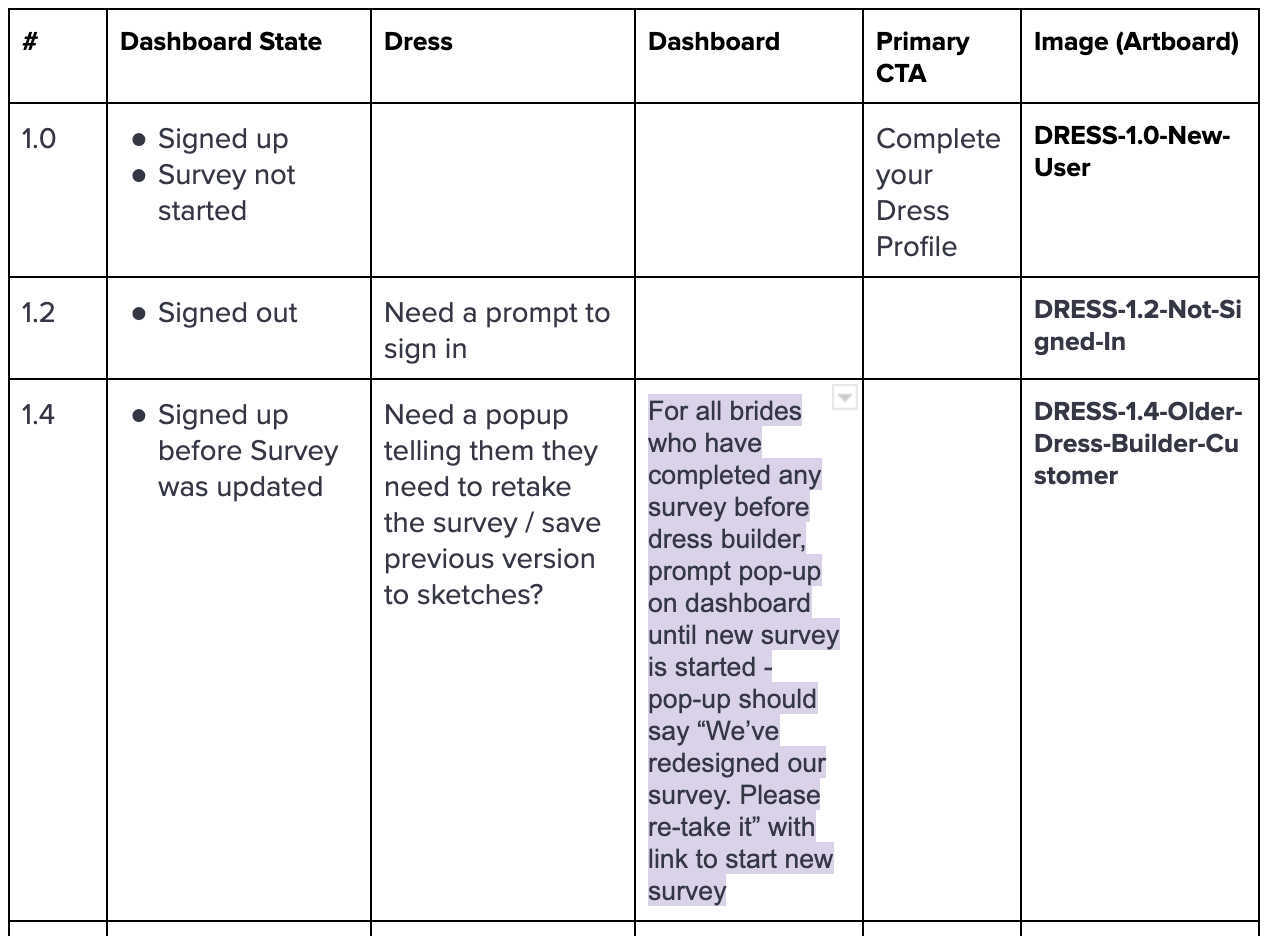 # Dashboard State Dress Dashboard Primary CTA Image (Artboard)
1.0
● Signed up
● Survey not
started
Complete
your
Dress
Profile
DRESS-1.0-New-
User
1.2
● Signed out
Need a prompt to
sign in
DRESS-1.2-Not-Si
gned-In
1.4
● Signed up
before Survey
was updated
Need a popup
telling them they
need to retake
the survey / save
previous version
to sketches?
For all brides
who have
completed any
survey before
dress builder,
prompt pop-up
on dashboard
until new survey
is started -
pop-up should
say “We’ve
redesigned our
survey. Please
re-take it” with
link to start new
survey
DRESS-1.4-Older-
Dress-Builder-Cu
stomer